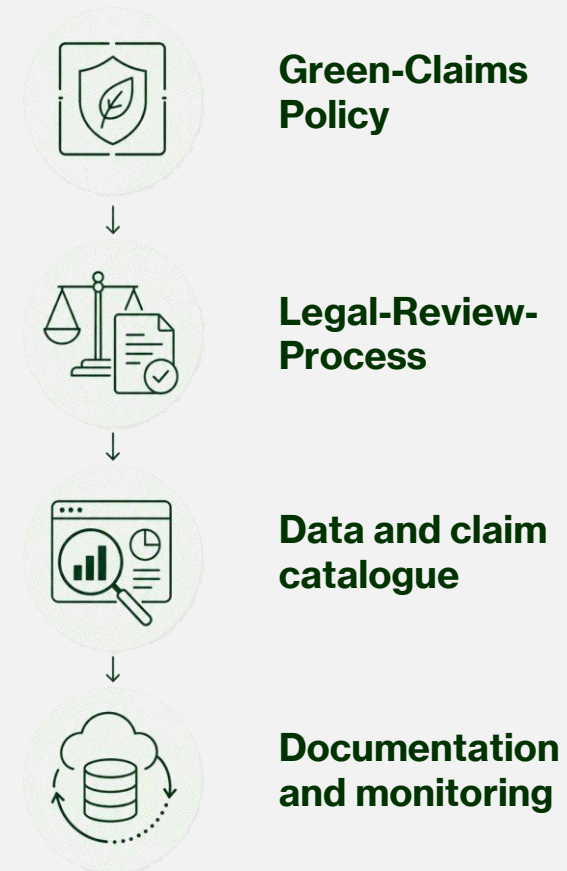 Green-Claims
Policy
Legal-Review-
Process
Data and claim
catalogue
Documentation
and monitoring